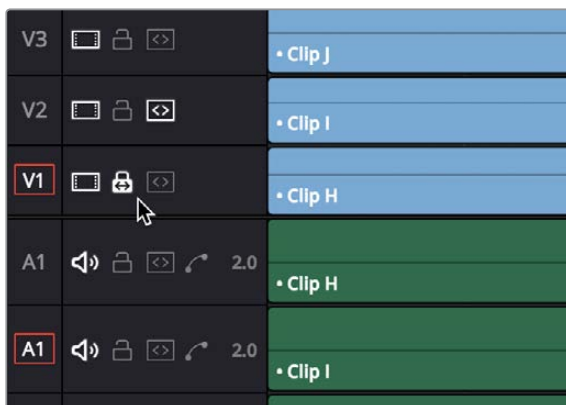 V3
• Clip J
V2
• Clip I
V1
• Clip H
A1 2.0
• Clip H
A1 2.0
• Clip I